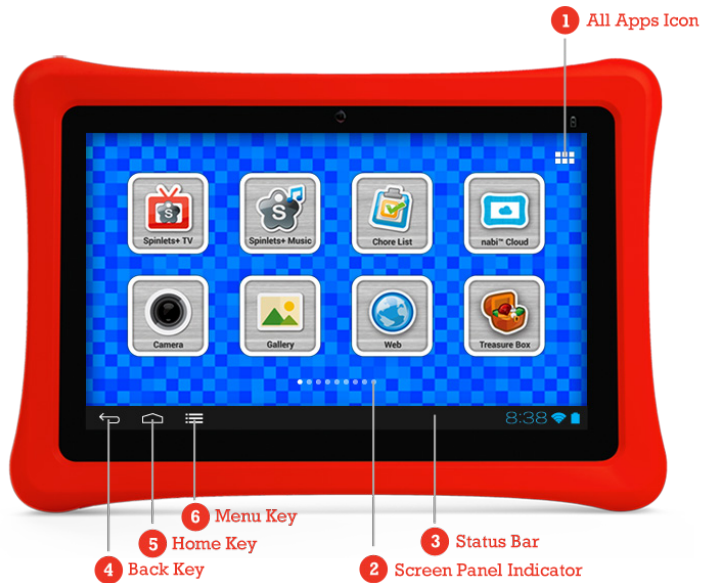 1 All Apps Icon
Spinlets+ TV
Spinlets+ Music
Chore List
nabi™ Cloud
Camera
Gallery
Web
Treasure Box
8:38
6 Menu Key
5 Home Key
3 Status Bar
4 Back Key
2 Screen Panel Indicator
S
S